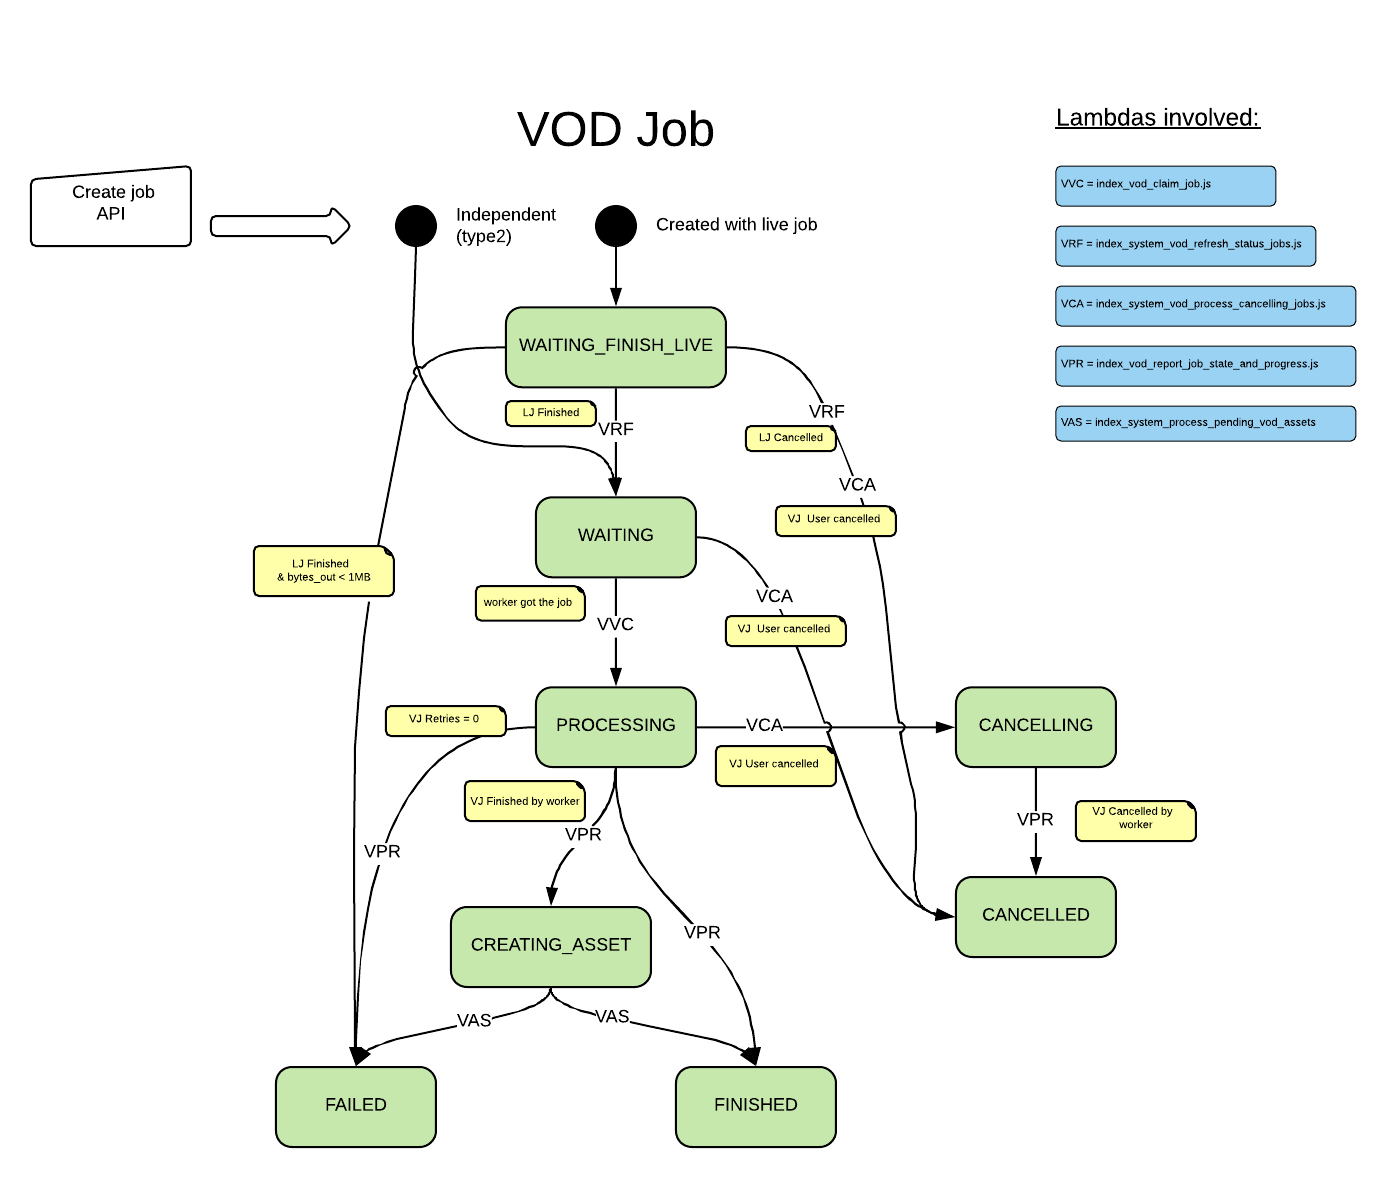 VOD Job
Lambdas involved:
Create job
API
Independent
(type2)
Created with live job
VVC = index_vod_claim_job.js
VRF = index_system_vod_refresh_status_jobs.js
VCA = index_system_vod_process_cancelling_jobs.js
VPR = index_vod_report_job_state_and_progress.js
VAS = index_system_process_pending_vod_assets
WAITING_FINISH_LIVE
LJ Finished
VRF
VRF
LJ Cancelled
VCA
VJ  User cancelled
WAITING
LJ Finished
& bytes_out < 1MB
worker got the job
VVC
VCA
VJ  User cancelled
VJ Retries = 0
PROCESSING
VCA
CANCELLING
VJ User cancelled
VJ Finished by worker
VPR
VPR
VPR
VJ Cancelled by
worker
CREATING_ASSET
VPR
CANCELLED
VAS
VAS
FAILED
FINISHED